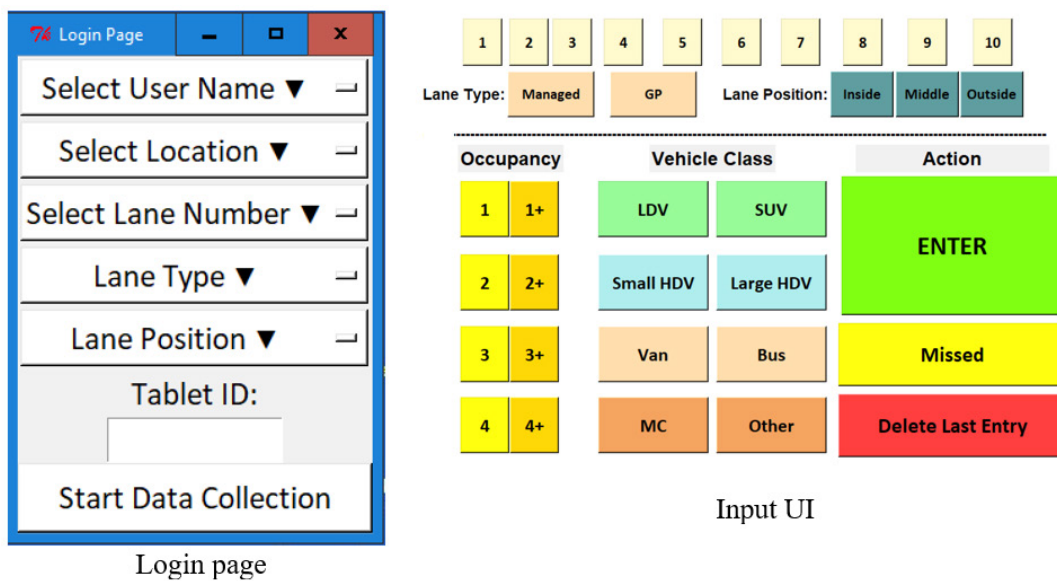 Login Page
Select User Name ▼
Select Location ▼
Select Lane Number ▼
Lane Type ▼
Lane Position ▼
Tablet ID:
Start Data Collection
Login page
1 2 3 4 5 6 7 8 9 10
Lane Type: Managed GP Lane Position: Inside Middle Outside
Occupancy Vehicle Class Action
1 1+ LDV SUV ENTER
2 2+ Small HDV Large HDV
3 3+ Van Bus Missed
4 4+ MC Other Delete Last Entry
Input UI